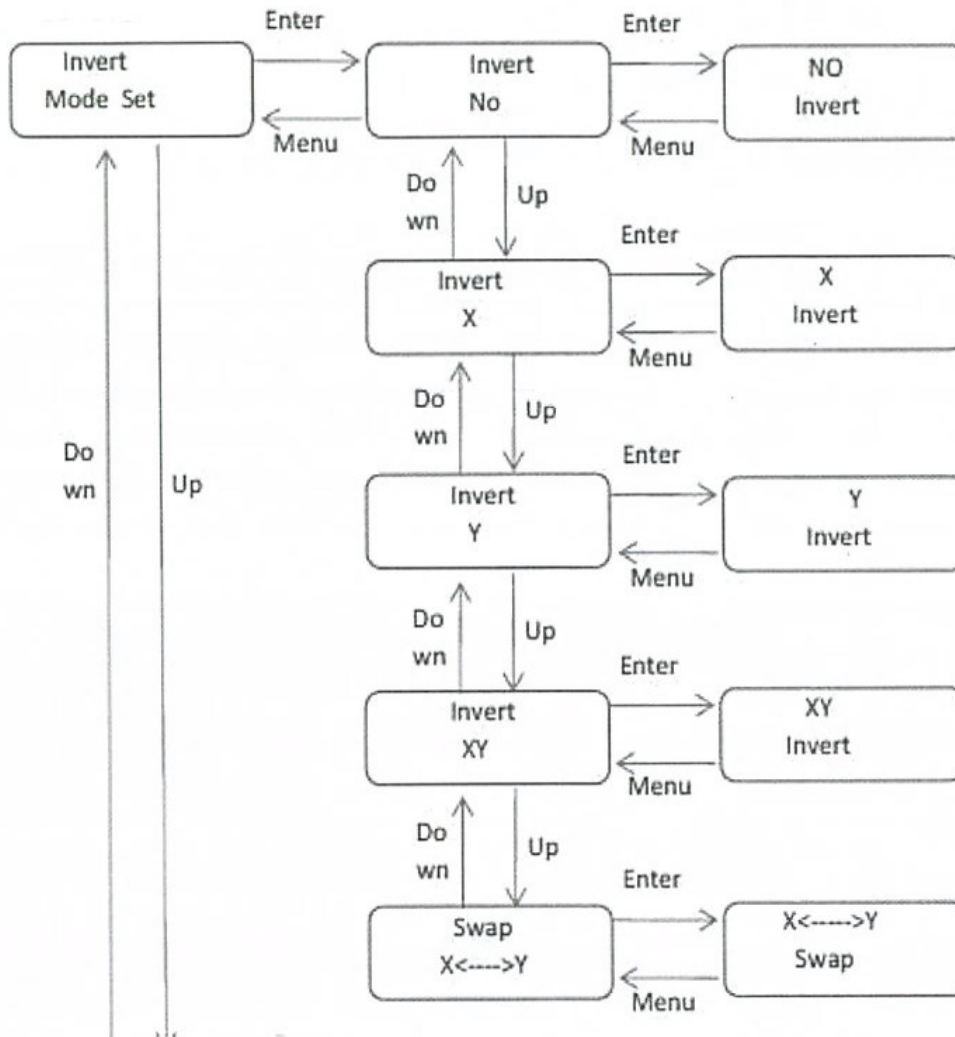 Enter
Enter
Invert
Mode Set
Invert
No
NO
Invert
Menu
Menu
Do
wn
Up
Enter
Invert
X
X
Invert
Menu
Do
wn
Up
Enter
Do
wn
Up
Invert
Y
Y
Invert
Menu
Do
wn
Up
Enter
Invert
XY
XY
Invert
Menu
Do
wn
Up
Enter
Swap
X<---->Y
X<----->Y
Swap
Menu